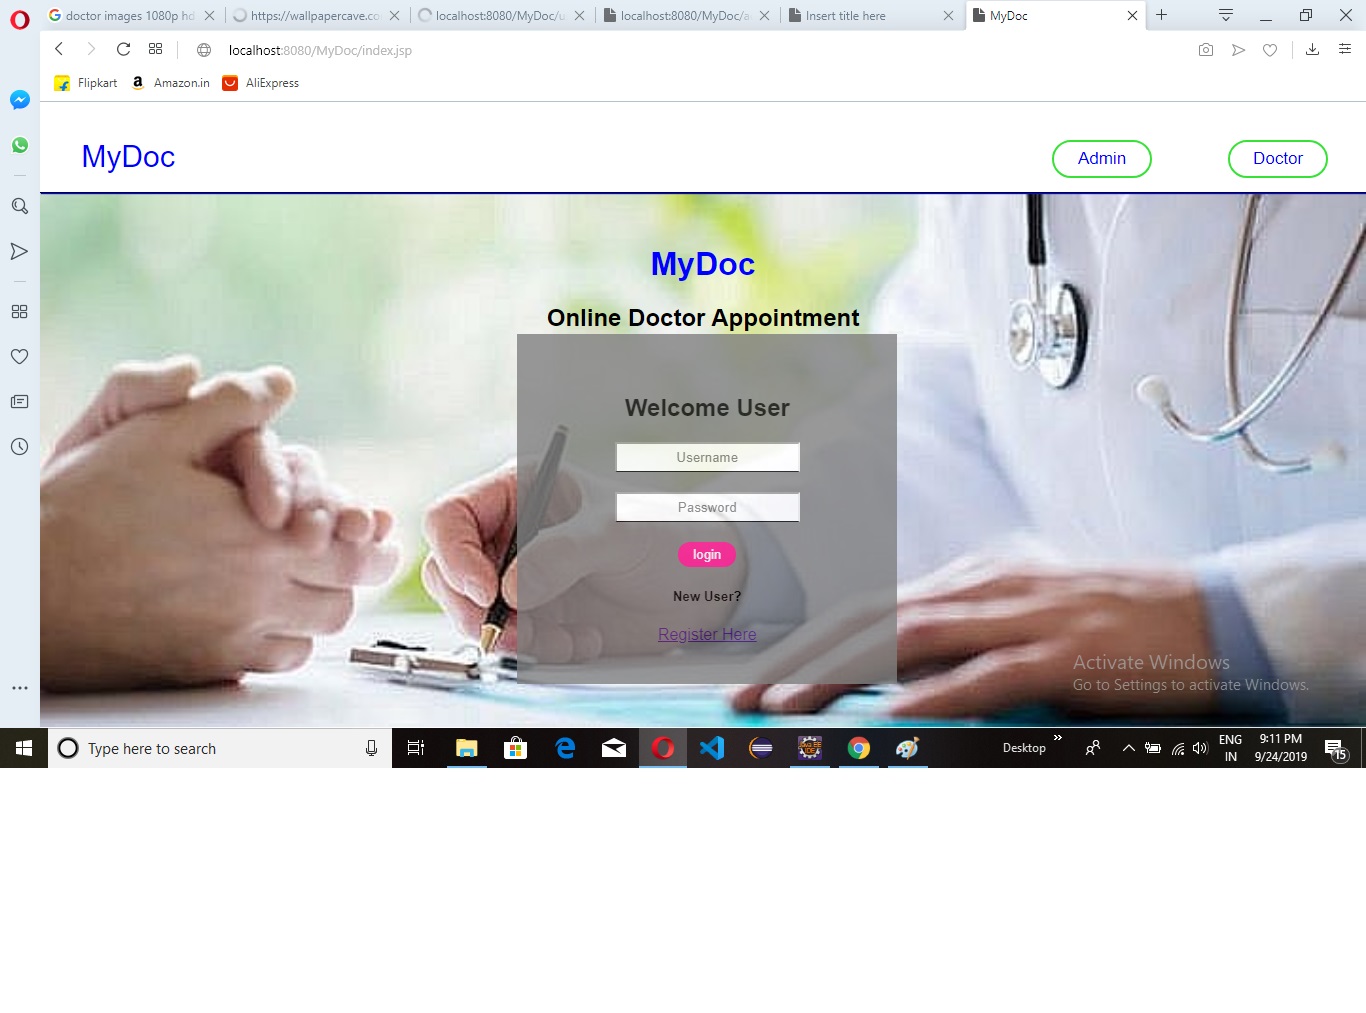 doctor images 1080p hd
https://wallpapercave.co
localhost:8080/MyDoc/u
localhost:8080/MyDoc/a
Insert title here
MyDoc
localhost:8080/MyDoc/index.jsp
Flipkart
a
Amazon.in
AliExpress
MyDoc
Admin
Doctor
MyDoc
Online Doctor Appointment
Welcome User
Username
Password
login
New User?
Register Here
Activate Windows
Go to Settings to activate Windows.
Type here to search
Desktop
ENG
IN
9:11 PM
9/24/2019
15